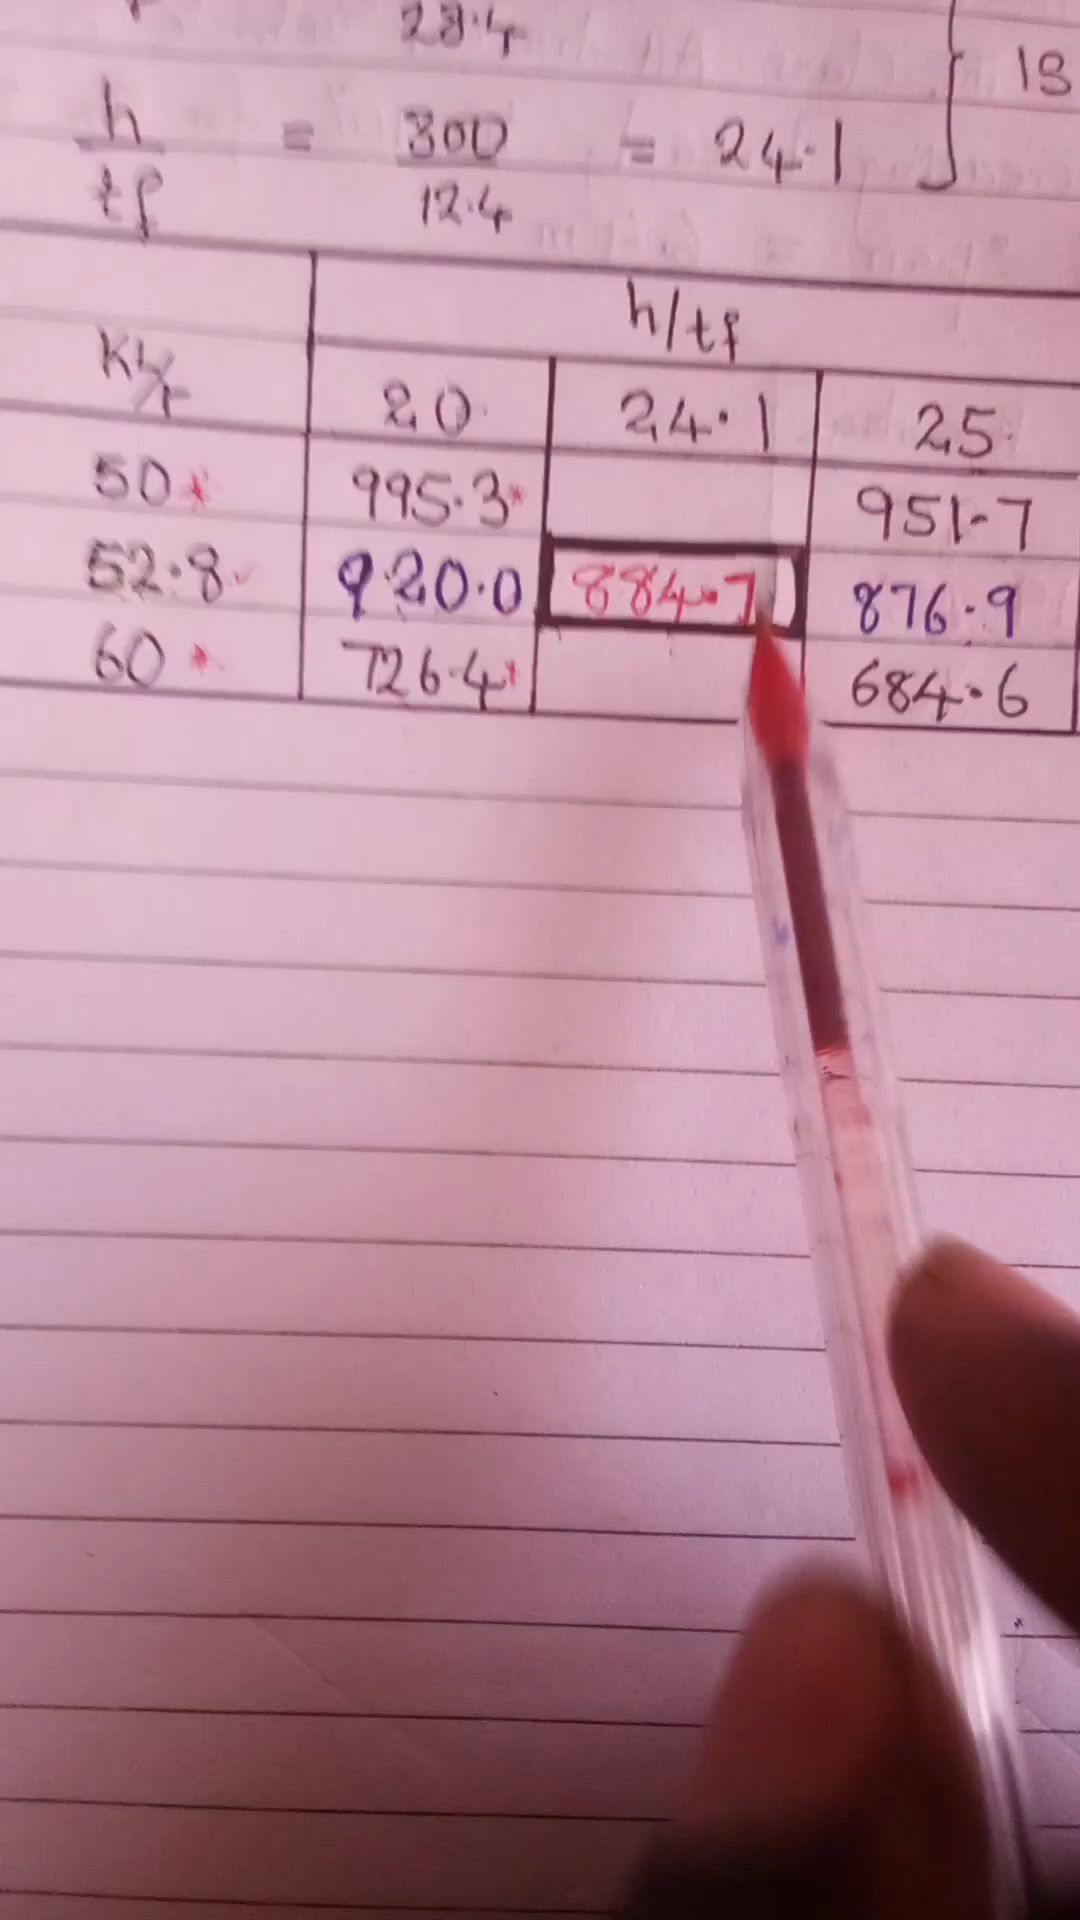 28.4
h/tf = 300/12.4 = 24.1 } IS
h/tf
KL/r 20 24.1 25
50* 995.3* 951.7
52.8 920.0 884.7 876.9
60* 726.4* 684.6